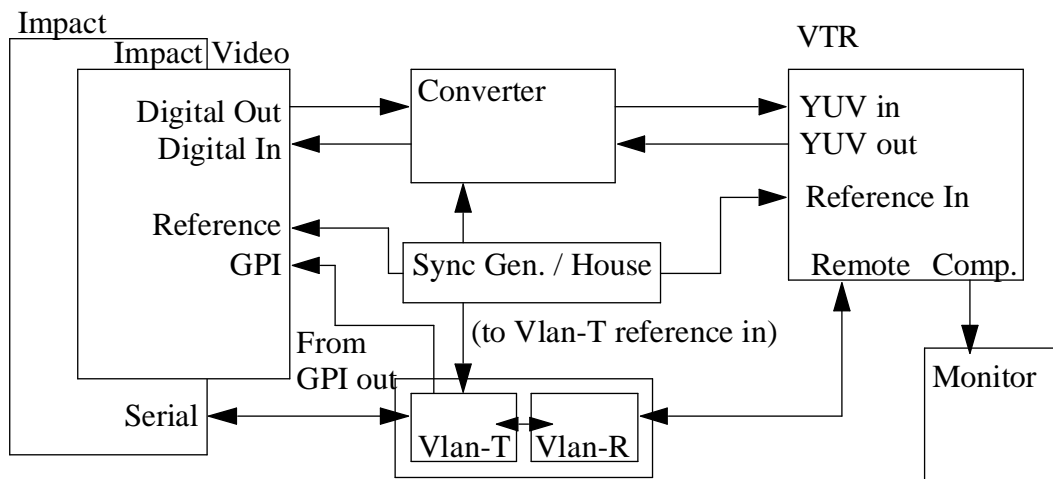 Impact
Impact Video
VTR
Converter
Digital Out
Digital In
YUV in
YUV out
Reference
GPI
Reference In
Sync Gen. / House
Remote
Comp.
(to Vlan-T reference in)
From
GPI out
Monitor
Serial
Vlan-T
Vlan-R